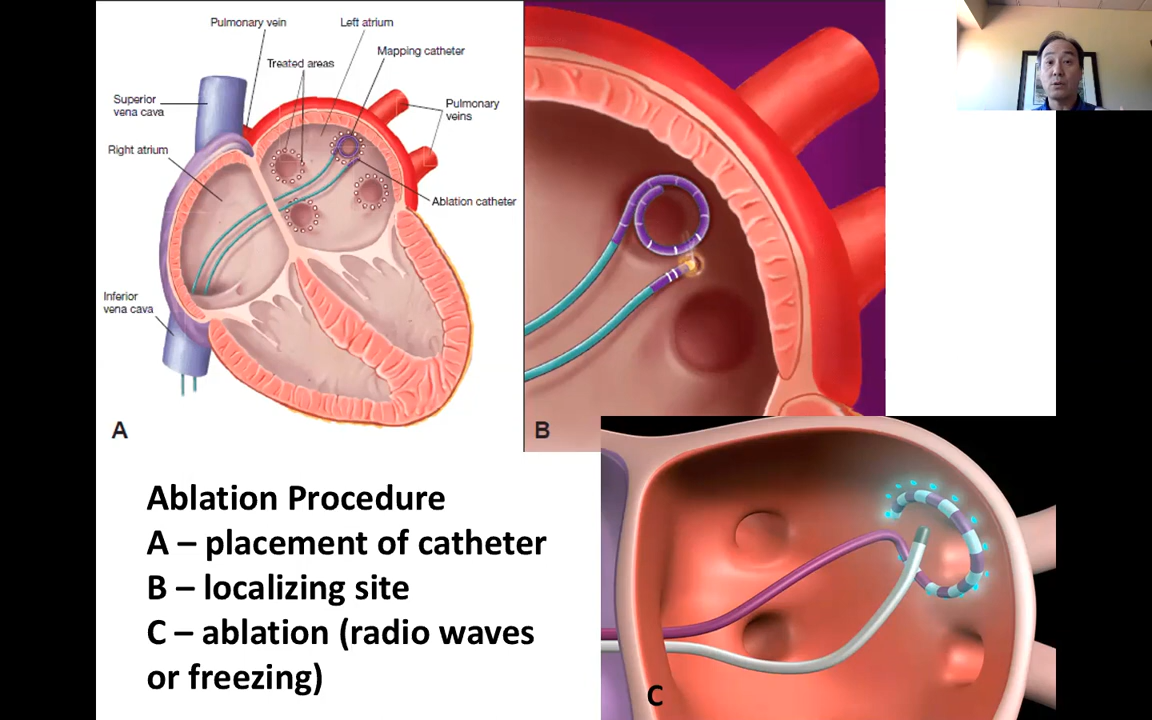 Pulmonary vein
Left atrium
Mapping catheter
Treated areas
Superior
vena cava
Pulmonary
veins
Right atrium
Ablation catheter
Inferior
vena cava
A
B
C
Ablation Procedure
A – placement of catheter
B – localizing site
C – ablation (radio waves
or freezing)